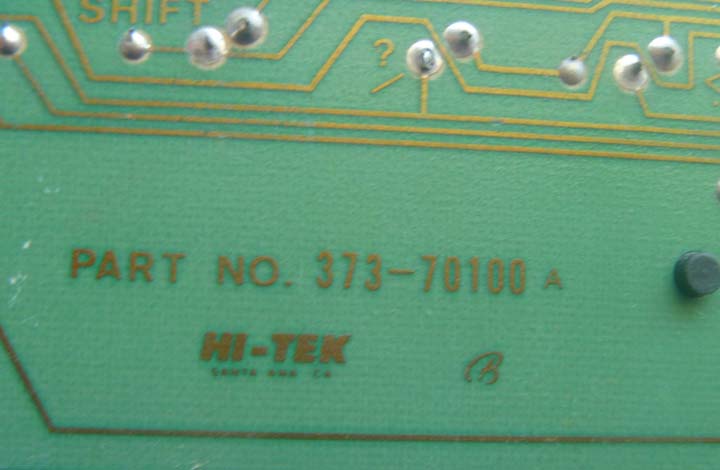 SHIFT
?
PART NO. 373-70100 A
HI-TEK
SANTA ANA CA
B